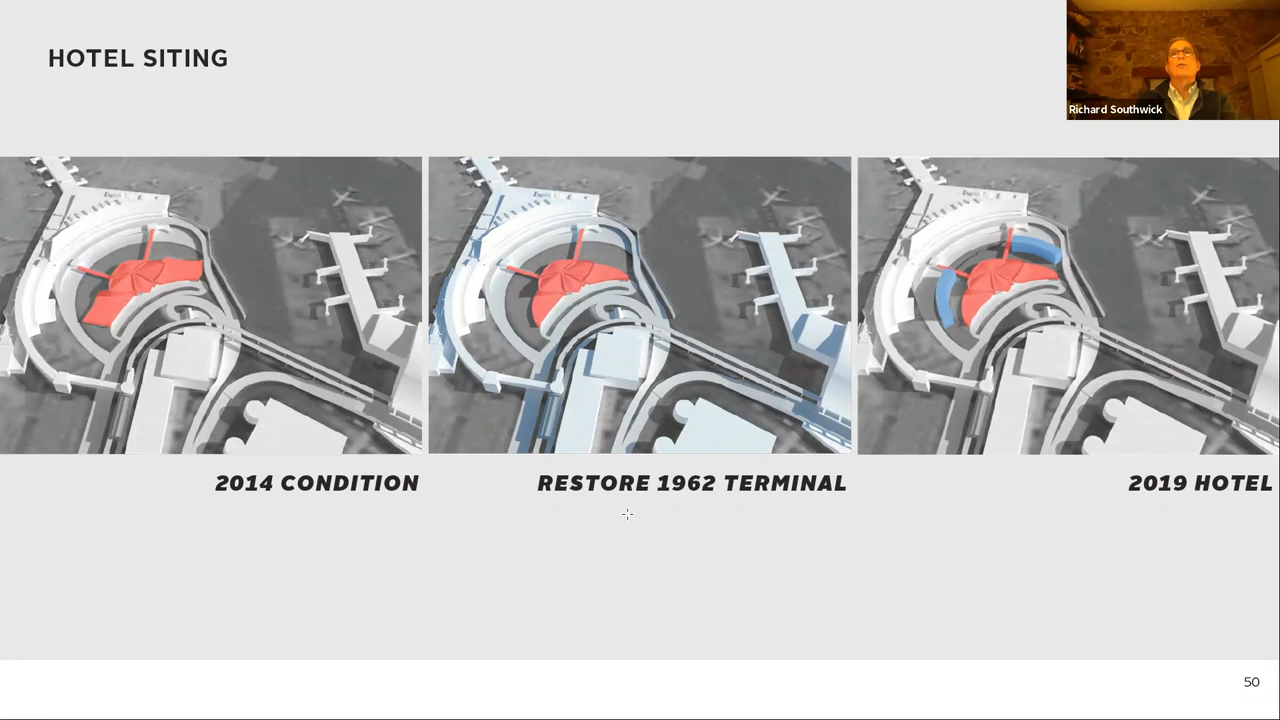 HOTEL SITING
Richard Southwick
2014 CONDITION
RESTORE 1962 TERMINAL
2019 HOTEL
50